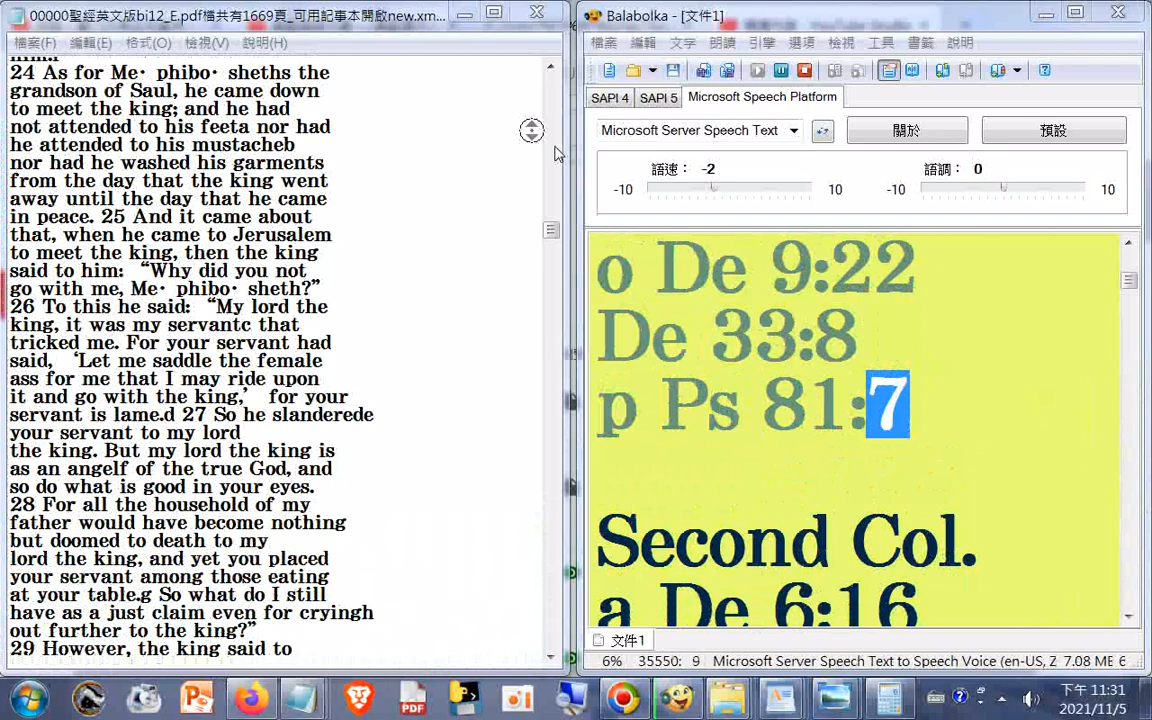 00000聖經英文版bi12_E.pdf檔共有1669頁_可用記事本開啟new.xm...
檔案(F) 編輯(E) 格式(O) 檢視(V) 說明(H)
24 As for Me· phibo· sheths the
grandson of Saul, he came down
to meet the king; and he had
not attended to his feeta nor had
he attended to his mustacheb
nor had he washed his garments
from the day that the king went
away until the day that he came
in peace. 25 And it came about
that, when he came to Jerusalem
to meet the king, then the king
said to him: “Why did you not
go with me, Me· phibo· sheth?”
26 To this he said: “My lord the
king, it was my servantc that
tricked me. For your servant had
said, ‘Let me saddle the female
ass for me that I may ride upon
it and go with the king,’ for your
servant is lame.d 27 So he slanderede
your servant to my lord
the king. But my lord the king is
as an angelf of the true God, and
so do what is good in your eyes.
28 For all the household of my
father would have become nothing
but doomed to death to my
lord the king, and yet you placed
your servant among those eating
at your table.g So what do I still
have as a just claim even for cryingh
out further to the king?”
29 However, the king said to
Balabolka - [文件1]
檔案 編輯 文字 朗讀 引擎 選項 檢視 工具 書籤 說明
SAPI 4 SAPI 5 Microsoft Speech Platform
Microsoft Server Speech Text 關於 預設
語速： -2 語調： 0
-10 10 -10 10
o De 9:22
De 33:8
p Ps 81:7
Second Col.
a De 6:16
文件1
6% 35550: 9 Microsoft Server Speech Text to Speech Voice (en-US, Z 7.08 MB 6
下午 11:31
2021/11/5